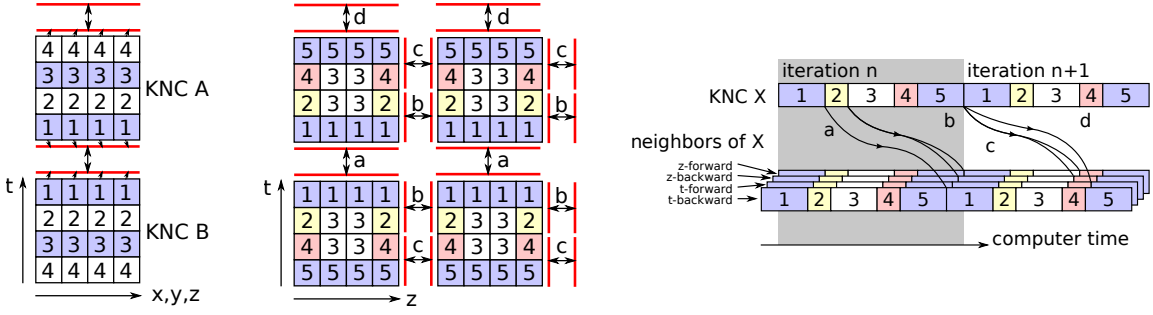 4 4 4 4
3 3 3 3
2 2 2 2
1 1 1 1
KNC A
1 1 1 1
2 2 2 2
3 3 3 3
4 4 4 4
KNC B
t
x,y,z
d d
5 5 5 5 5 5 5 5
4 3 3 4 c 4 3 3 4 c
2 3 3 2 b 2 3 3 2 b
1 1 1 1 1 1 1 1
a a
t
1 1 1 1 1 1 1 1
2 3 3 2 b 2 3 3 2 b
4 3 3 4 c 4 3 3 4 c
5 5 5 5 5 5 5 5
z
iteration n iteration n+1
KNC X 1 2 3 4 5 1 2 3 4 5
a b c d
neighbors of X
z-forward
z-backward
t-forward
t-backward
1 2 3 4 5 1 2 3 4 5
computer time